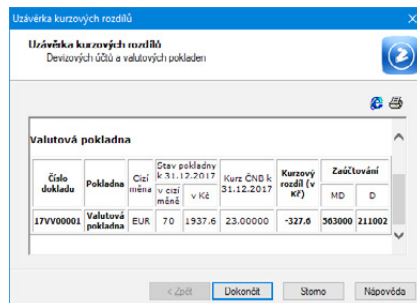 Uzávěrka kurzových rozdílů
Uzávěrka kurzových rozdílů
Devizových účtů a valutových pokladen
2
Valutová pokladna
Číslo dokladu Pokladna Cizí měna Stav pokladny k 31.12.2017 Kurz ČNB k 31.12.2017 Kurzový rozdíl (v Kč) Zaúčtování
v cizí měně v Kč MD D
17VV00001 Valutová pokladna EUR 70 1937.6 23.00000 -327.6 563000 211002
< Zpět Dokončit Storno Nápověda